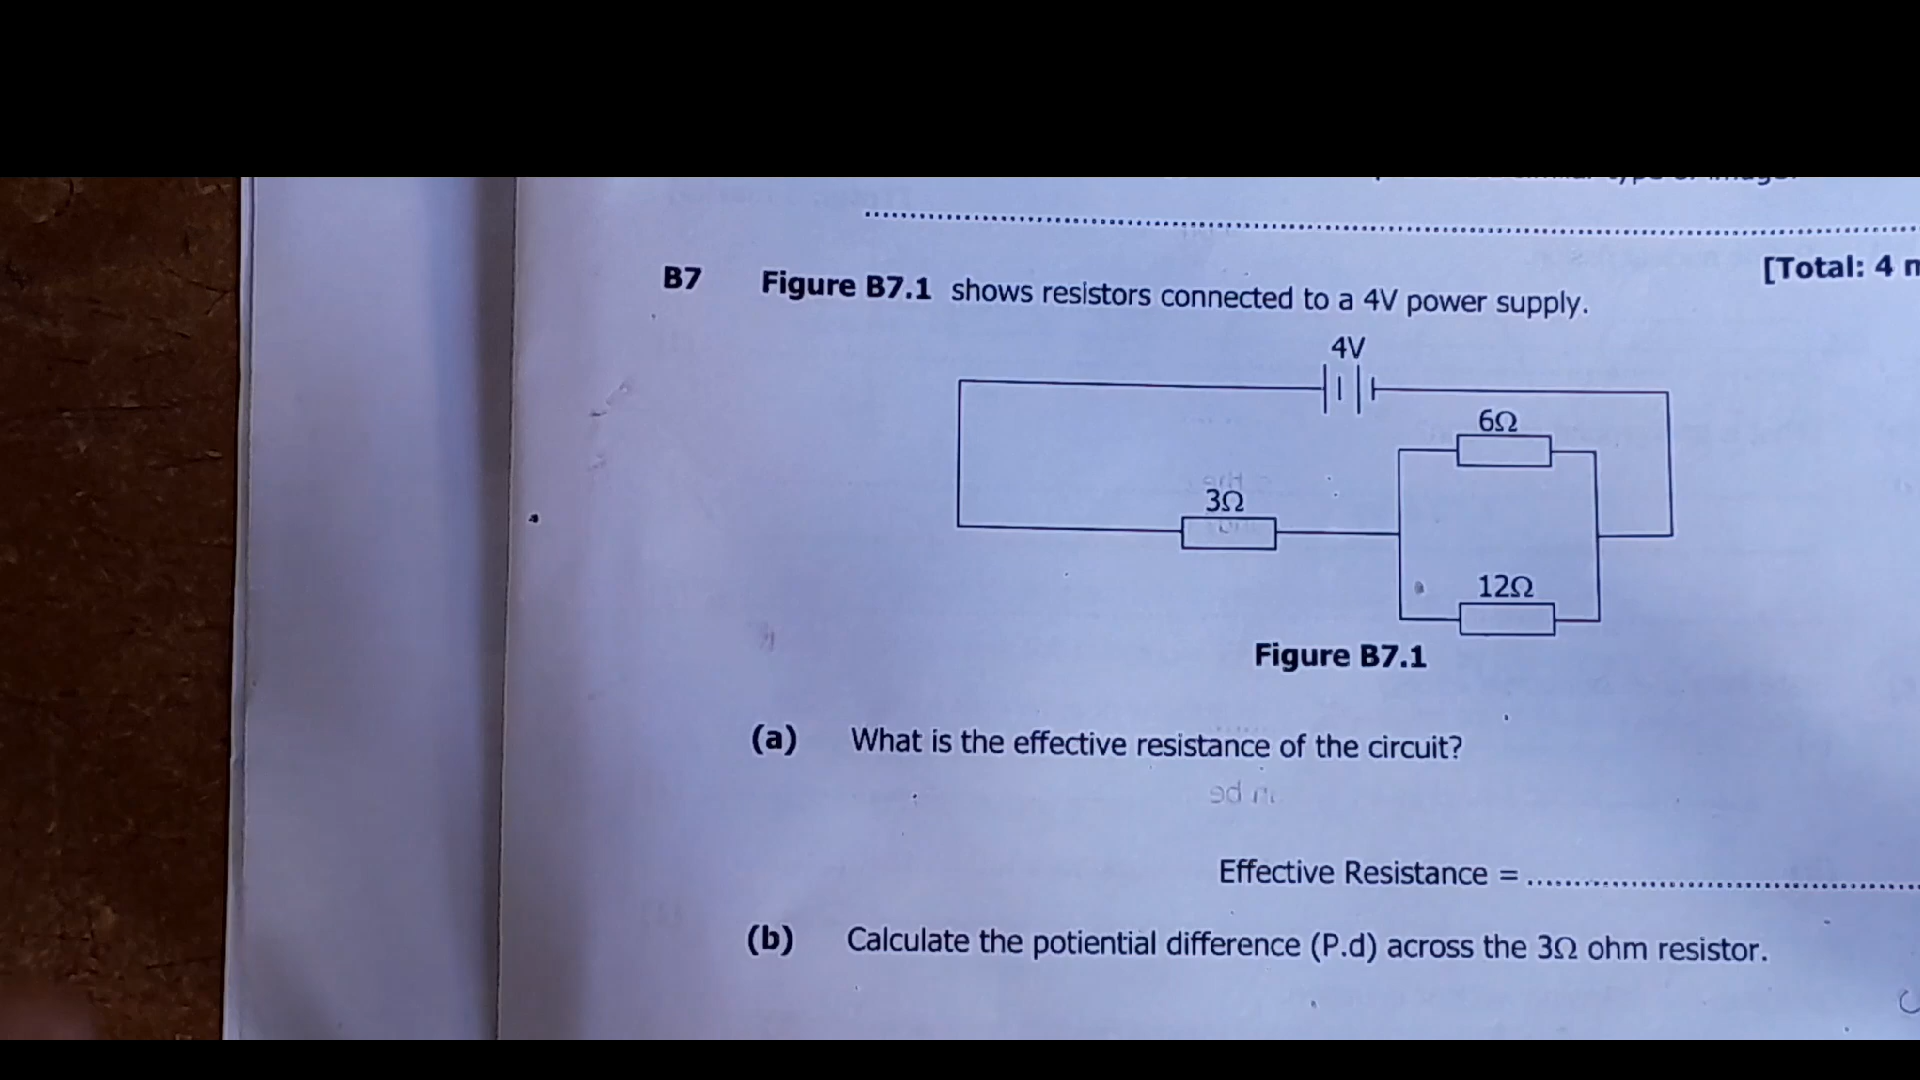 [Total: 4
B7 Figure B7.1 shows resistors connected to a 4V power supply.
4V
6Ω
3Ω
12Ω
Figure B7.1
(a) What is the effective resistance of the circuit?
Effective Resistance = ..............................
(b) Calculate the potiential difference (P.d) across the 3Ω ohm resistor.